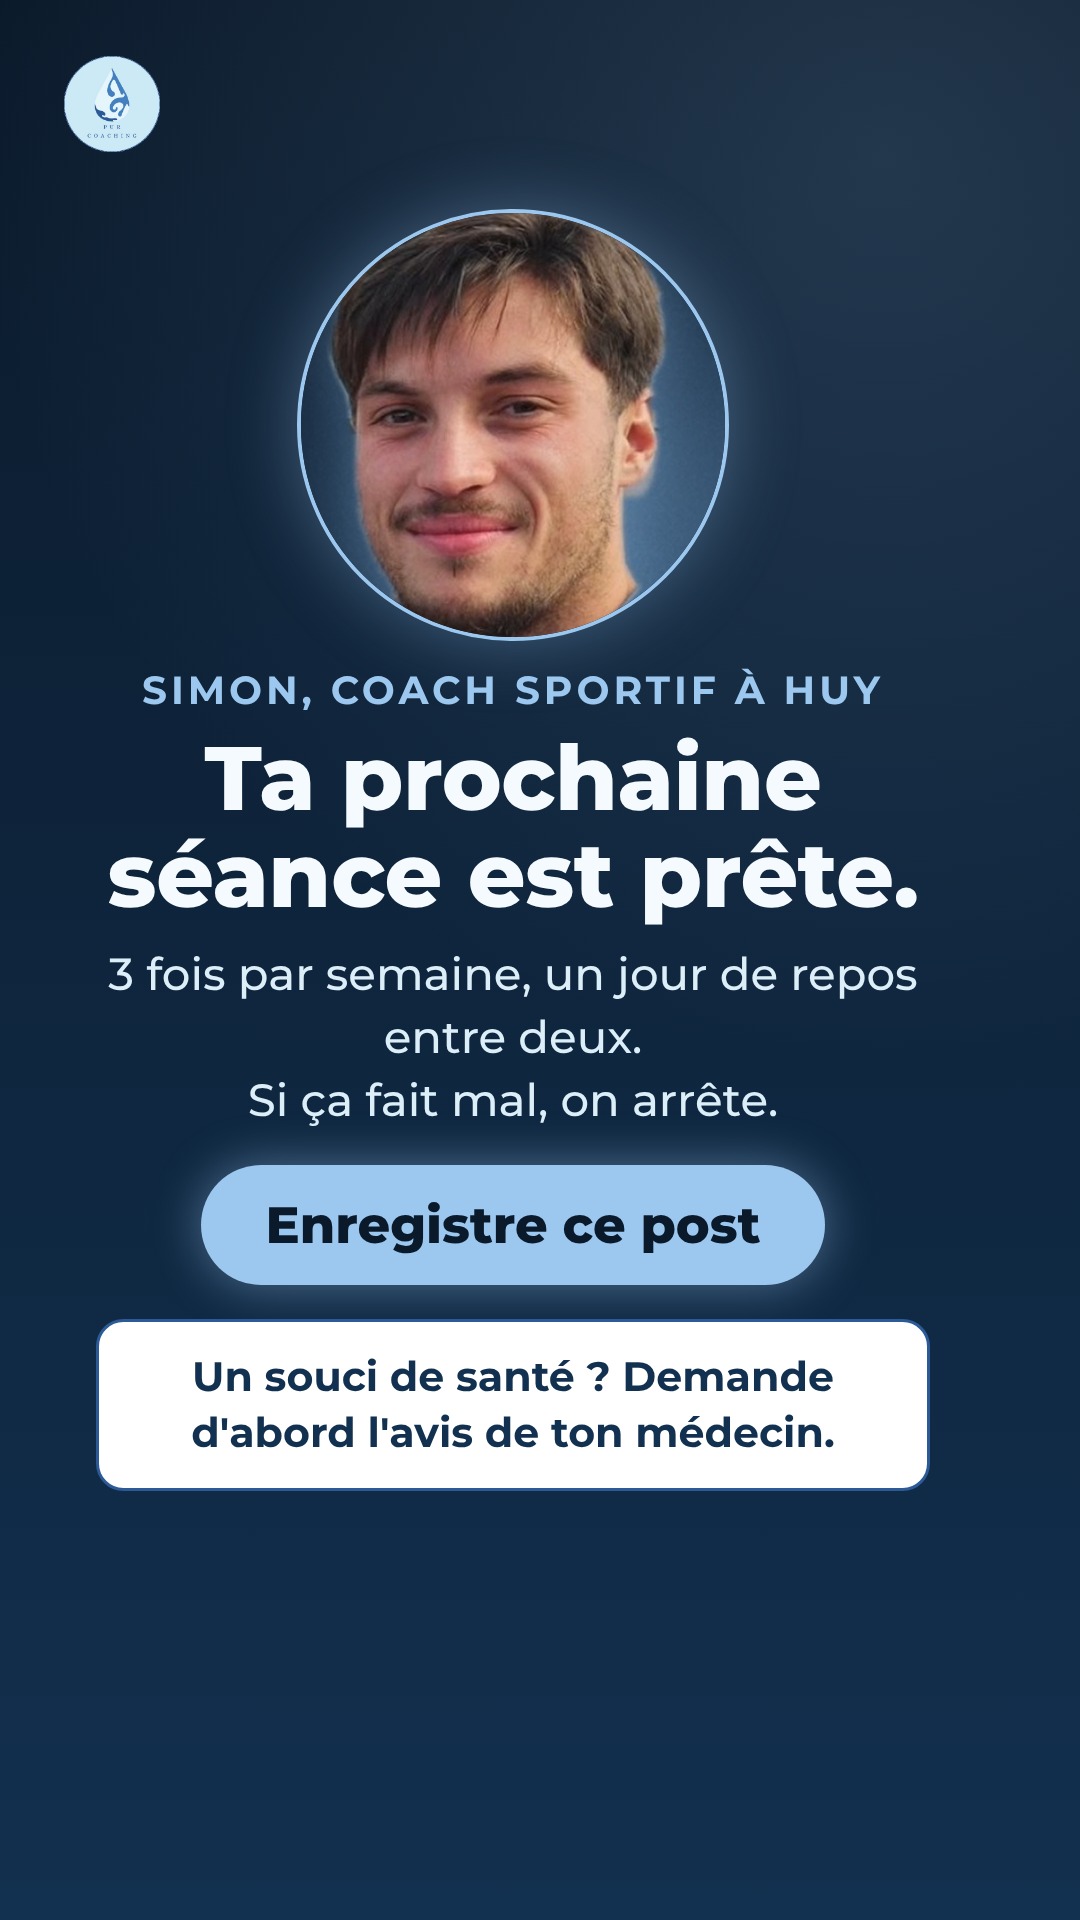 PUR
COACHING
SIMON, COACH SPORTIF À HUY
Ta prochaine
séance est prête.
3 fois par semaine, un jour de repos
entre deux.
Si ça fait mal, on arrête.
Enregistre ce post
Un souci de santé ? Demande
d'abord l'avis de ton médecin.